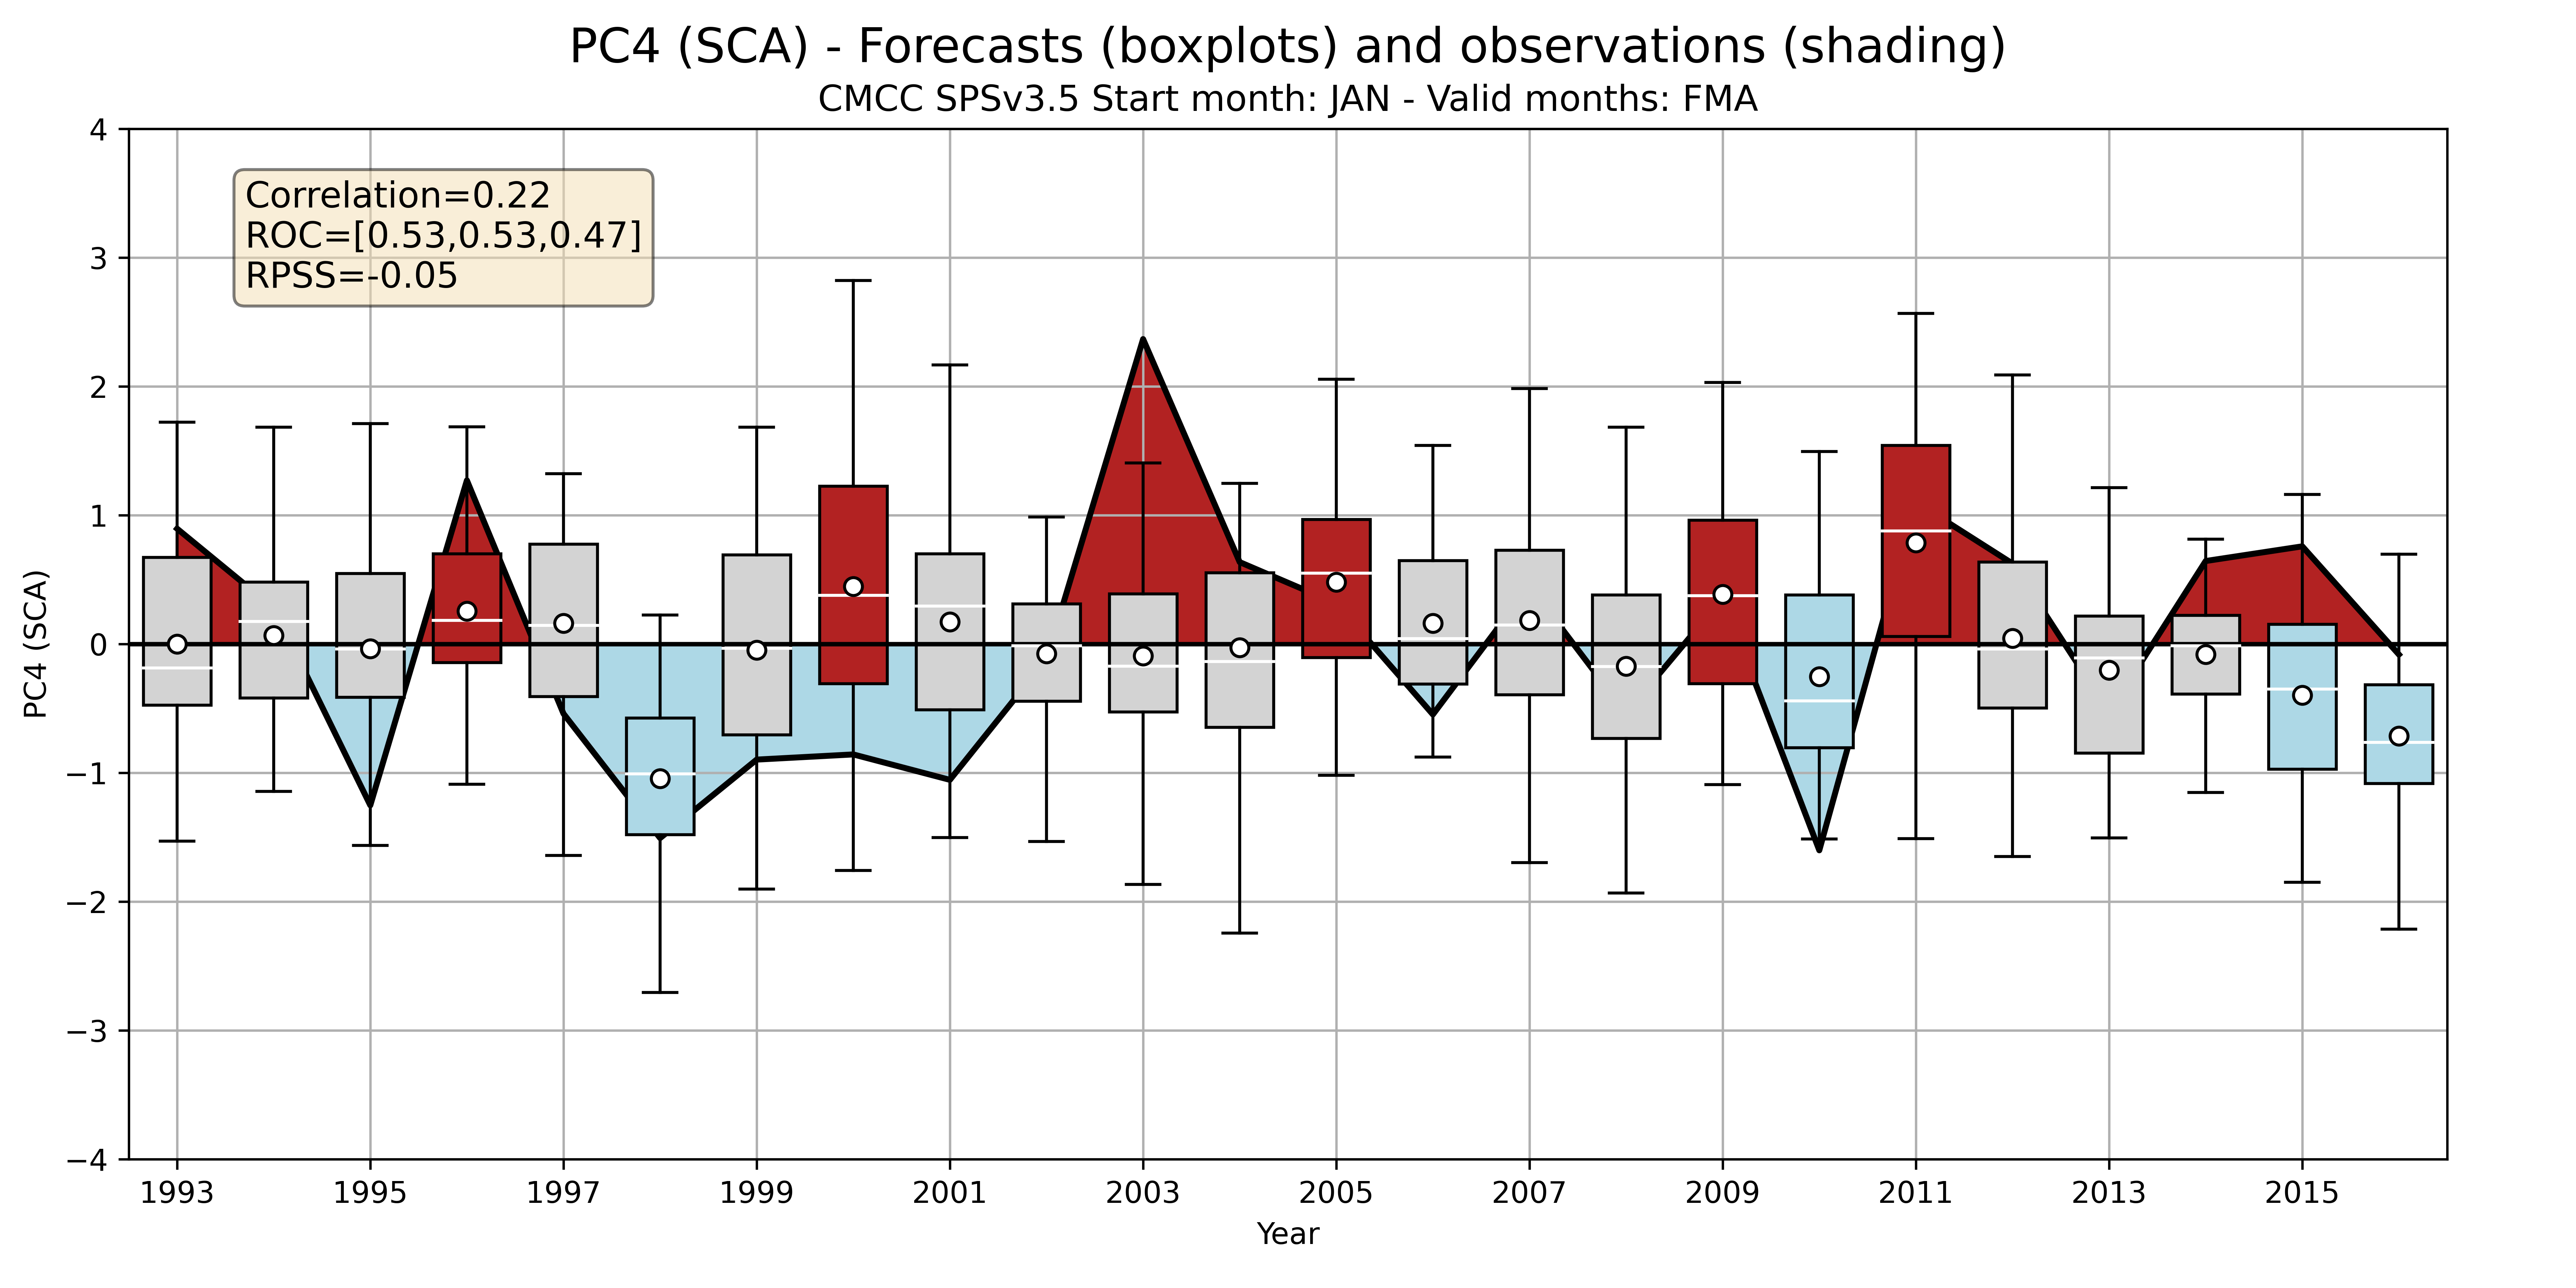 PC4 (SCA) - Forecasts (boxplots) and observations (shading)
CMCC SPSv3.5 Start month: JAN - Valid months: FMA
Correlation=0.22
ROC=[0.53,0.53,0.47]
RPSS=-0.05
PC4 (SCA)
4
3
2
1
0
−1
−2
−3
−4
1993 1995 1997 1999 2001 2003 2005 2007 2009 2011 2013 2015
Year